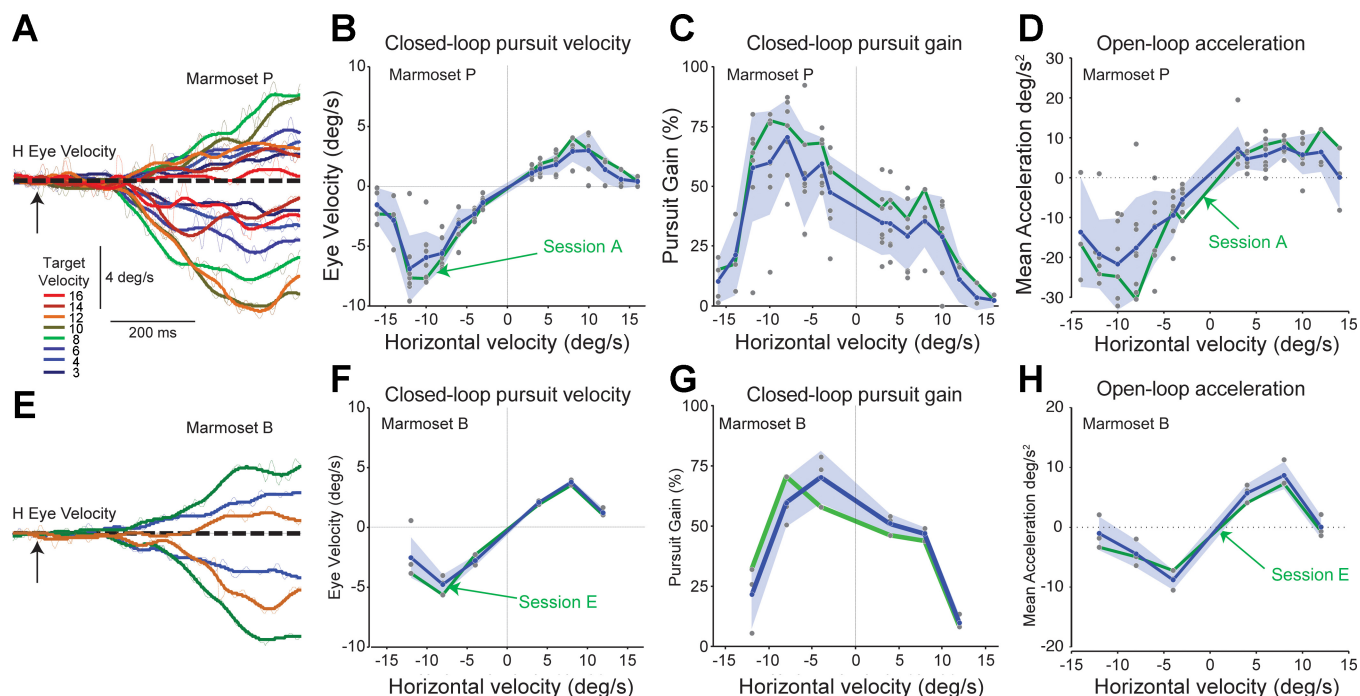 A
Marmoset P
H Eye Velocity
Target
Velocity
16
14
12
10
8
6
4
3
4 deg/s
200 ms
B
Closed-loop pursuit velocity
Marmoset P
Eye Velocity (deg/s)
10
5
0
-5
-10
Session A
-15 -10 -5 0 5 10 15
Horizontal velocity (deg/s)
C
Closed-loop pursuit gain
Marmoset P
Pursuit Gain (%)
100
75
50
25
0
-15 -10 -5 0 5 10 15
Horizontal velocity (deg/s)
D
Open-loop acceleration
Marmoset P
Mean Acceleration deg/s²
30
20
10
0
-10
-20
-30
Session A
-15 -10 -5 0 5 10 15
Horizontal velocity (deg/s)
E
Marmoset B
H Eye Velocity
F
Closed-loop pursuit velocity
Marmoset B
Eye Velocity (deg/s)
10
5
0
-5
-10
Session E
-15 -10 -5 0 5 10 15
Horizontal velocity (deg/s)
G
Closed-loop pursuit gain
Marmoset B
Pursuit Gain (%)
100
75
50
25
0
-15 -10 -5 0 5 10 15
Horizontal velocity (deg/s)
H
Open-loop acceleration
Marmoset B
Mean Acceleration deg/s²
20
10
0
-10
-20
Session E
-15 -10 -5 0 5 10 15
Horizontal velocity (deg/s)